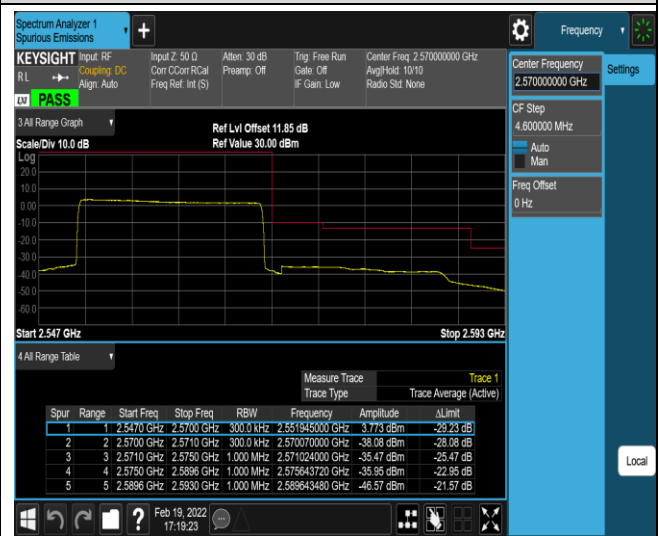 Spectrum Analyzer 1
Spurious Emissions
Frequency
KEYSIGHT Input: RF Input Z: 50 Ω Atten: 30 dB Trig: Free Run Center Freq: 2.570000000 GHz
RL Coupling: DC Corr CCorr RCal Preamp: Off Gate: Off Avg|Hold: 10/10
Align: Auto Freq Ref: Int (S) IF Gain: Low Radio Std: None
LXI PASS
Center Frequency
2.570000000 GHz
Settings
CF Step
4.600000 MHz
Auto
Man
Freq Offset
0 Hz
3 All Range Graph
Ref Lvl Offset 11.85 dB
Scale/Div 10.0 dB Ref Value 30.00 dBm
Log
20.0
10.0
0.00
-10.0
-20.0
-30.0
-40.0
-50.0
-60.0
Start 2.547 GHz Stop 2.593 GHz
4 All Range Table
Measure Trace Trace 1
Trace Type Trace Average (Active)
Spur Range Start Freq Stop Freq RBW Frequency Amplitude ΔLimit
1 1 2.5470 GHz 2.5700 GHz 300.0 kHz 2.551945000 GHz 3.773 dBm -29.23 dB
2 2 2.5700 GHz 2.5710 GHz 300.0 kHz 2.570070000 GHz -38.08 dBm -28.08 dB
3 3 2.5710 GHz 2.5750 GHz 1.000 MHz 2.571024000 GHz -35.47 dBm -25.47 dB
4 4 2.5750 GHz 2.5896 GHz 1.000 MHz 2.575643720 GHz -35.95 dBm -22.95 dB
5 5 2.5896 GHz 2.5930 GHz 1.000 MHz 2.589643480 GHz -46.57 dBm -21.57 dB
Local
Feb 19, 2022
17:19:23